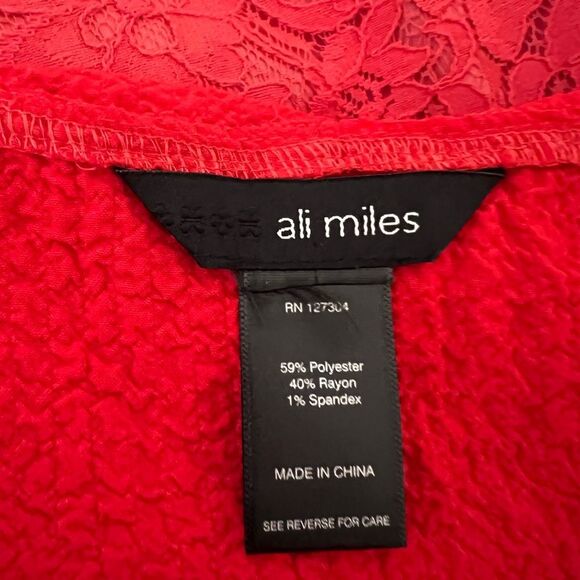 ali miles
RN 127304
59% Polyester
40% Rayon
1% Spandex
MADE IN CHINA
SEE REVERSE FOR CARE